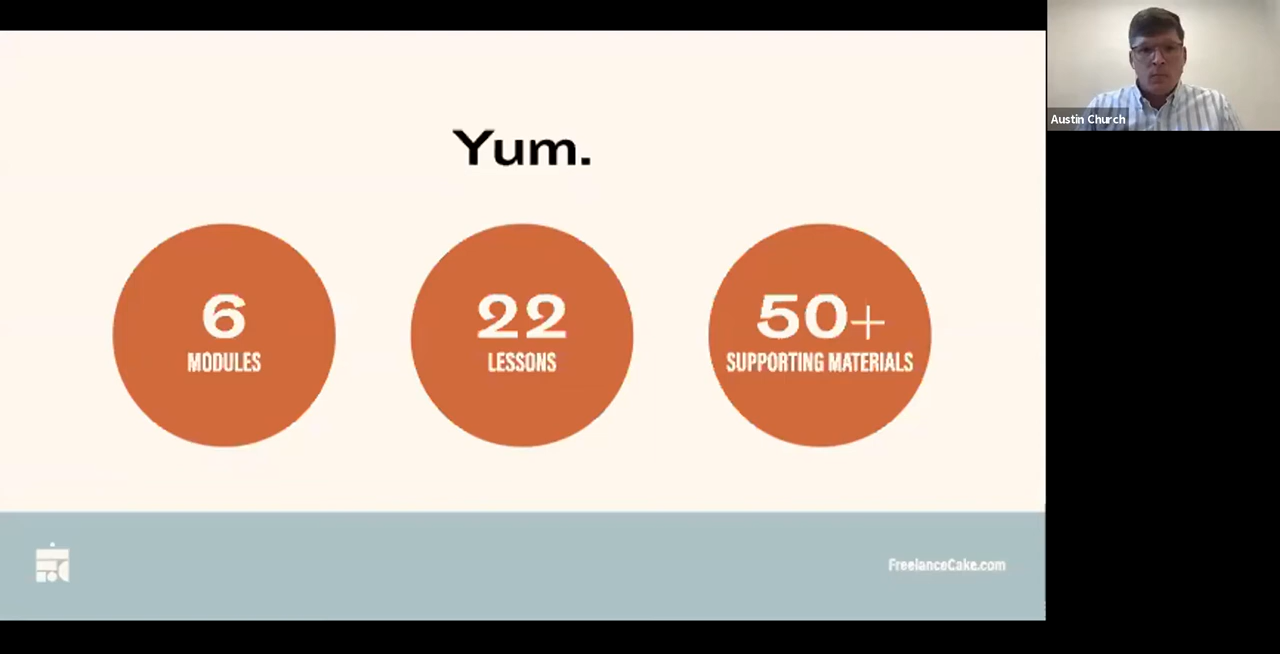 Yum.
6
MODULES
22
LESSONS
50+
SUPPORTING MATERIALS
FreelanceCake.com
Austin Church